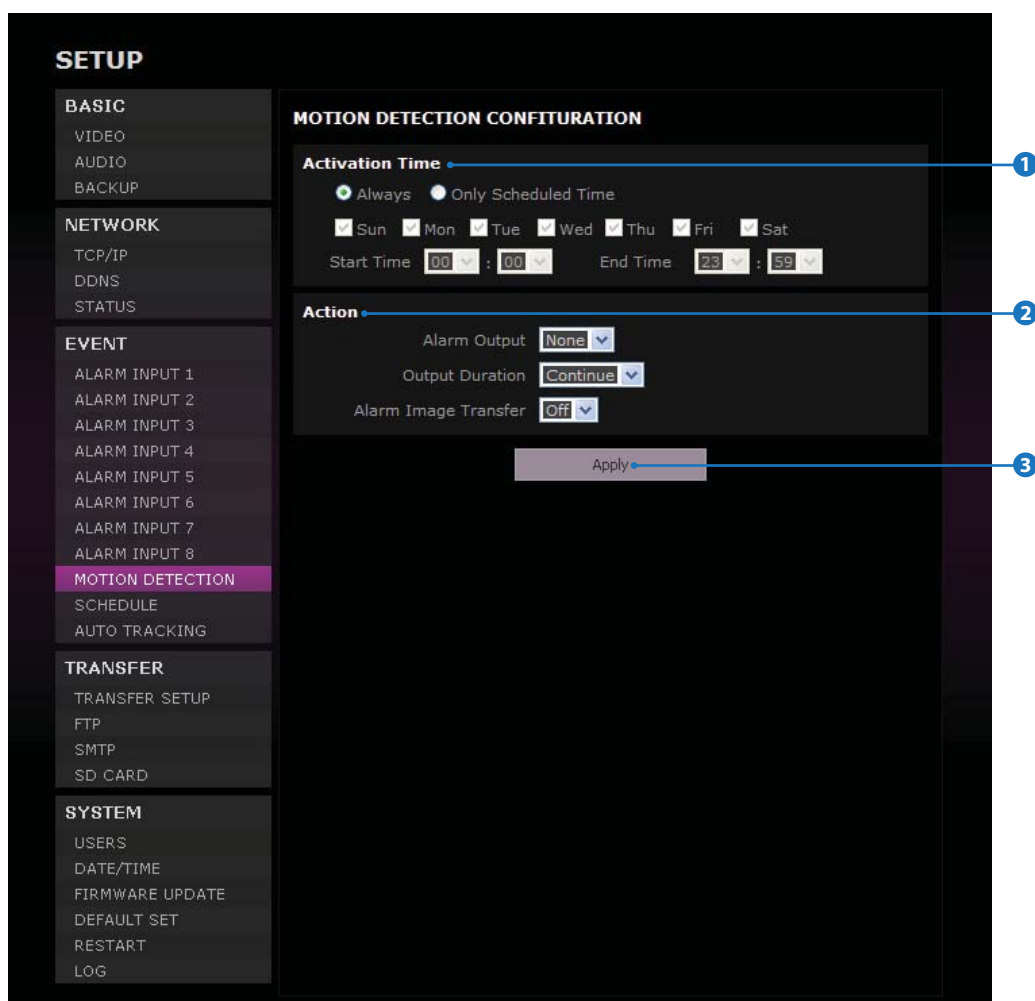 SETUP
BASIC
VIDEO
AUDIO
BACKUP
NETWORK
TCP/IP
DDNS
STATUS
EVENT
ALARM INPUT 1
ALARM INPUT 2
ALARM INPUT 3
ALARM INPUT 4
ALARM INPUT 5
ALARM INPUT 6
ALARM INPUT 7
ALARM INPUT 8
MOTION DETECTION
SCHEDULE
AUTO TRACKING
TRANSFER
TRANSFER SETUP
FTP
SMTP
SD CARD
SYSTEM
USERS
DATE/TIME
FIRMWARE UPDATE
DEFAULT SET
RESTART
LOG
MOTION DETECTION CONFITURATION
Activation Time 1
Always Only Scheduled Time
Sun Mon Tue Wed Thu Fri Sat
Start Time 00 : 00 End Time 23 : 59
Action 2
Alarm Output None
Output Duration Continue
Alarm Image Transfer Off
Apply 3